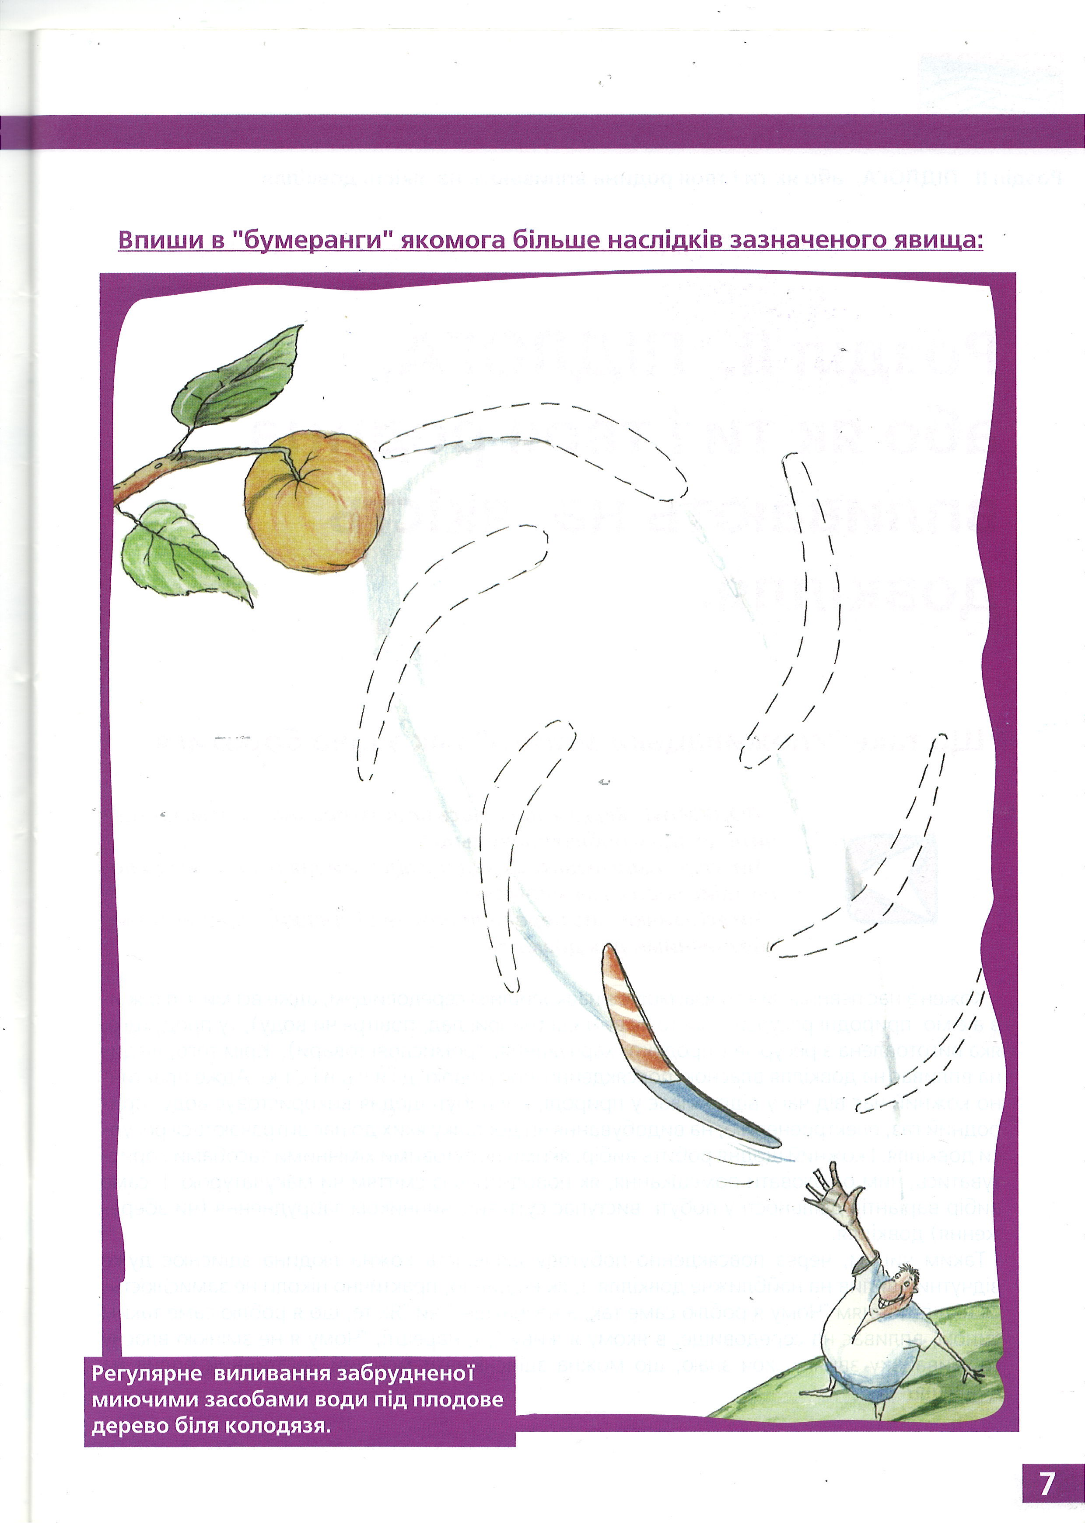 Впиши в "бумеранги" якомога більше наслідків зазначеного явища:
Регулярне виливання забрудненої
миючими засобами води під плодове
дерево біля колодязя.
7